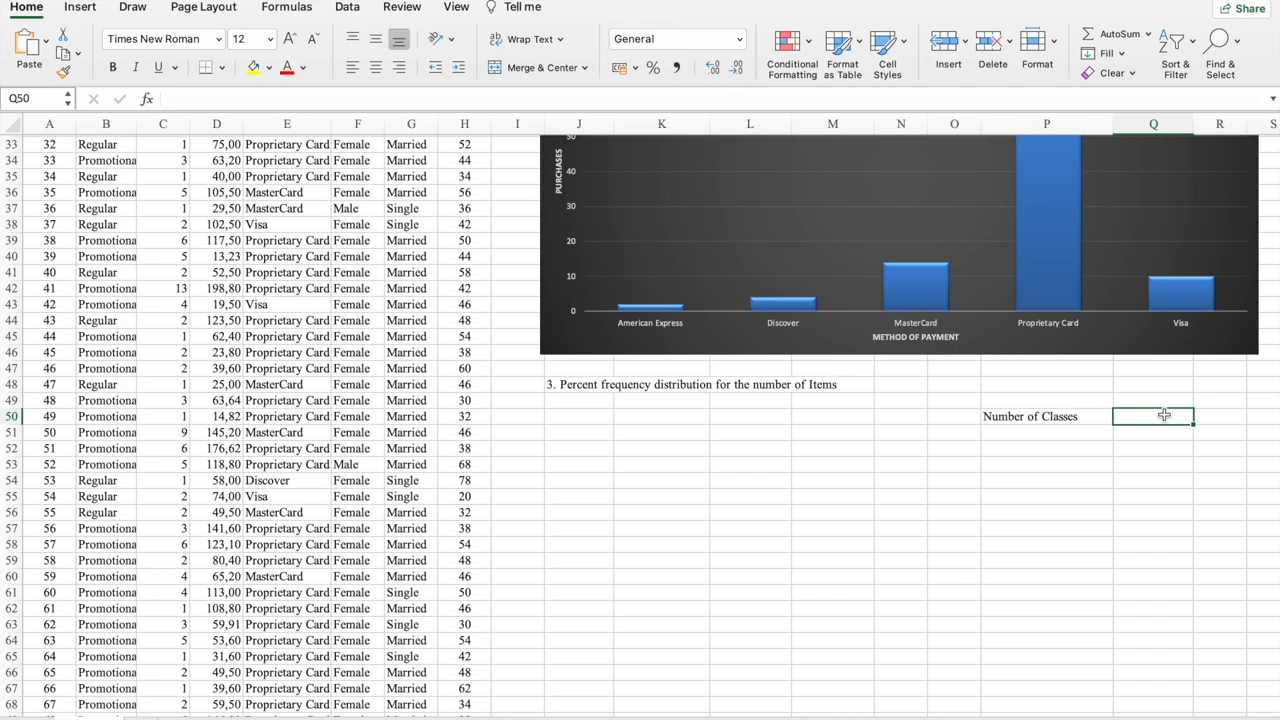 Home Insert Draw Page Layout Formulas Data Review View Tell me Share
Times New Roman 12 Wrap Text General AutoSum
Fill
Paste B I U A Merge & Center % Conditional Formatting Format as Table Cell Styles Insert Delete Format Clear Sort & Filter Find & Select
Q50 fx
A B C D E F G H I J K L M N O P Q R S
33 32 Regular 1 75,00 Proprietary Card Female Married 52
34 33 Promotiona 3 63,20 Proprietary Card Female Married 44
35 34 Regular 1 40,00 Proprietary Card Female Married 34
36 35 Promotiona 5 105,50 MasterCard Female Married 56
37 36 Regular 1 29,50 MasterCard Male Single 36
38 37 Regular 2 102,50 Visa Female Single 42
39 38 Promotiona 6 117,50 Proprietary Card Female Married 50
40 39 Promotiona 5 13,23 Proprietary Card Female Married 44
41 40 Regular 2 52,50 Proprietary Card Female Married 58
42 41 Promotiona 13 198,80 Proprietary Card Female Married 42
43 42 Promotiona 4 19,50 Visa Female Married 46
44 43 Regular 2 123,50 Proprietary Card Female Married 48
45 44 Promotiona 1 62,40 Proprietary Card Female Married 54
46 45 Promotiona 2 23,80 Proprietary Card Female Married 38
47 46 Promotiona 2 39,60 Proprietary Card Female Married 60
48 47 Regular 1 25,00 MasterCard Female Married 46
49 48 Promotiona 3 63,64 Proprietary Card Female Married 30
50 49 Promotiona 1 14,82 Proprietary Card Female Married 32
51 50 Promotiona 9 145,20 MasterCard Female Married 46
52 51 Promotiona 6 176,62 Proprietary Card Female Married 38
53 52 Promotiona 5 118,80 Proprietary Card Male Married 68
54 53 Regular 1 58,00 Discover Female Single 78
55 54 Regular 2 74,00 Visa Female Single 20
56 55 Regular 2 49,50 MasterCard Female Married 32
57 56 Promotiona 3 141,60 Proprietary Card Female Married 38
58 57 Promotiona 6 123,10 Proprietary Card Female Married 54
59 58 Promotiona 2 80,40 Proprietary Card Female Married 48
60 59 Promotiona 4 65,20 MasterCard Female Married 46
61 60 Promotiona 4 113,00 Proprietary Card Female Single 50
62 61 Promotiona 1 108,80 Proprietary Card Female Married 46
63 62 Promotiona 3 59,91 Proprietary Card Female Single 30
64 63 Promotiona 5 53,60 Proprietary Card Female Married 54
65 64 Promotiona 1 31,60 Proprietary Card Female Single 42
66 65 Promotiona 2 49,50 Proprietary Card Female Married 48
67 66 Promotiona 1 39,60 Proprietary Card Female Married 62
68 67 Promotiona 2 59,50 Proprietary Card Female Married 34
PURCHASES
50
40
30
20
10
0
American Express Discover MasterCard Proprietary Card Visa
METHOD OF PAYMENT
3. Percent frequency distribution for the number of Items
Number of Classes